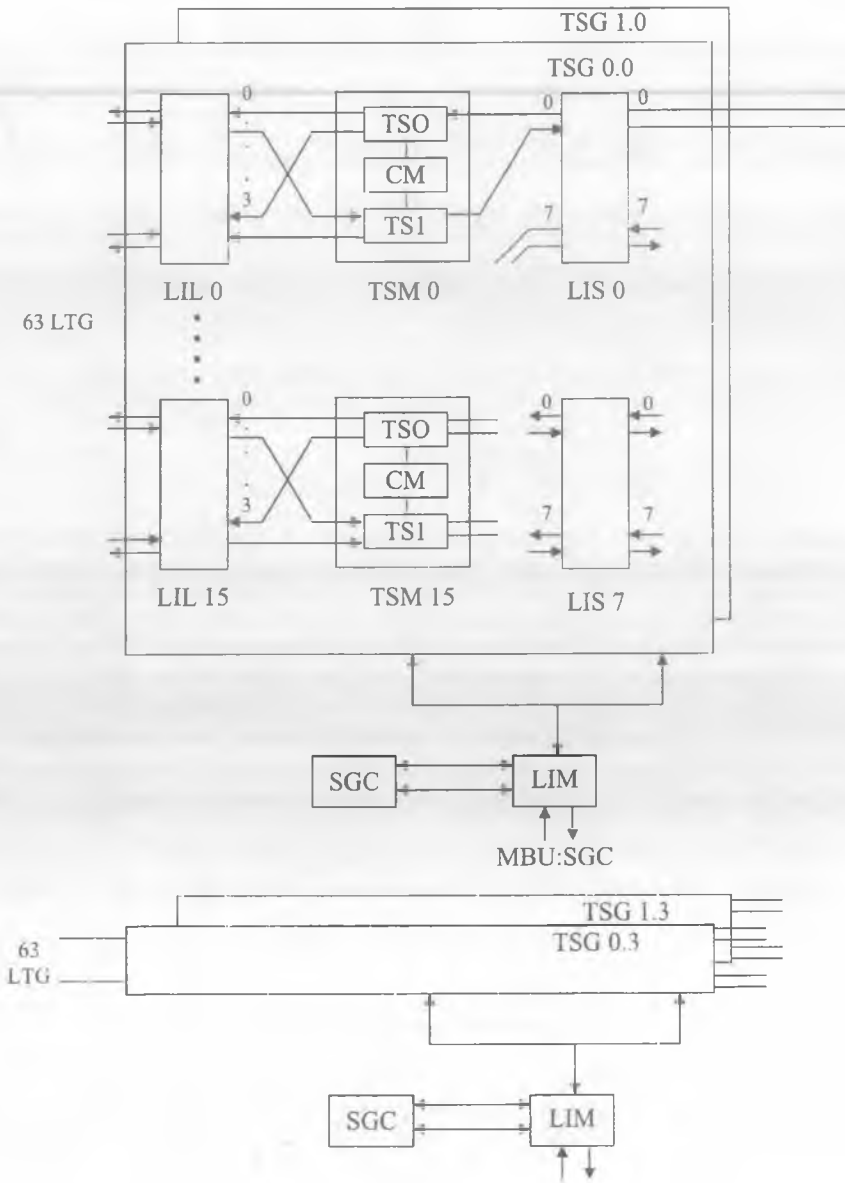 TSG 1.0
TSG 0.0
0
TSO
0
0
CM
3
TS1
7
7
LIL 0
TSM 0
LIS 0
63 LTG
0
TSO
0
0
CM
3
TS1
7
7
LIL 15
TSM 15
LIS 7
SGC
LIM
MBU:SGC
TSG 1.3
TSG 0.3
63
LTG
SGC
LIM